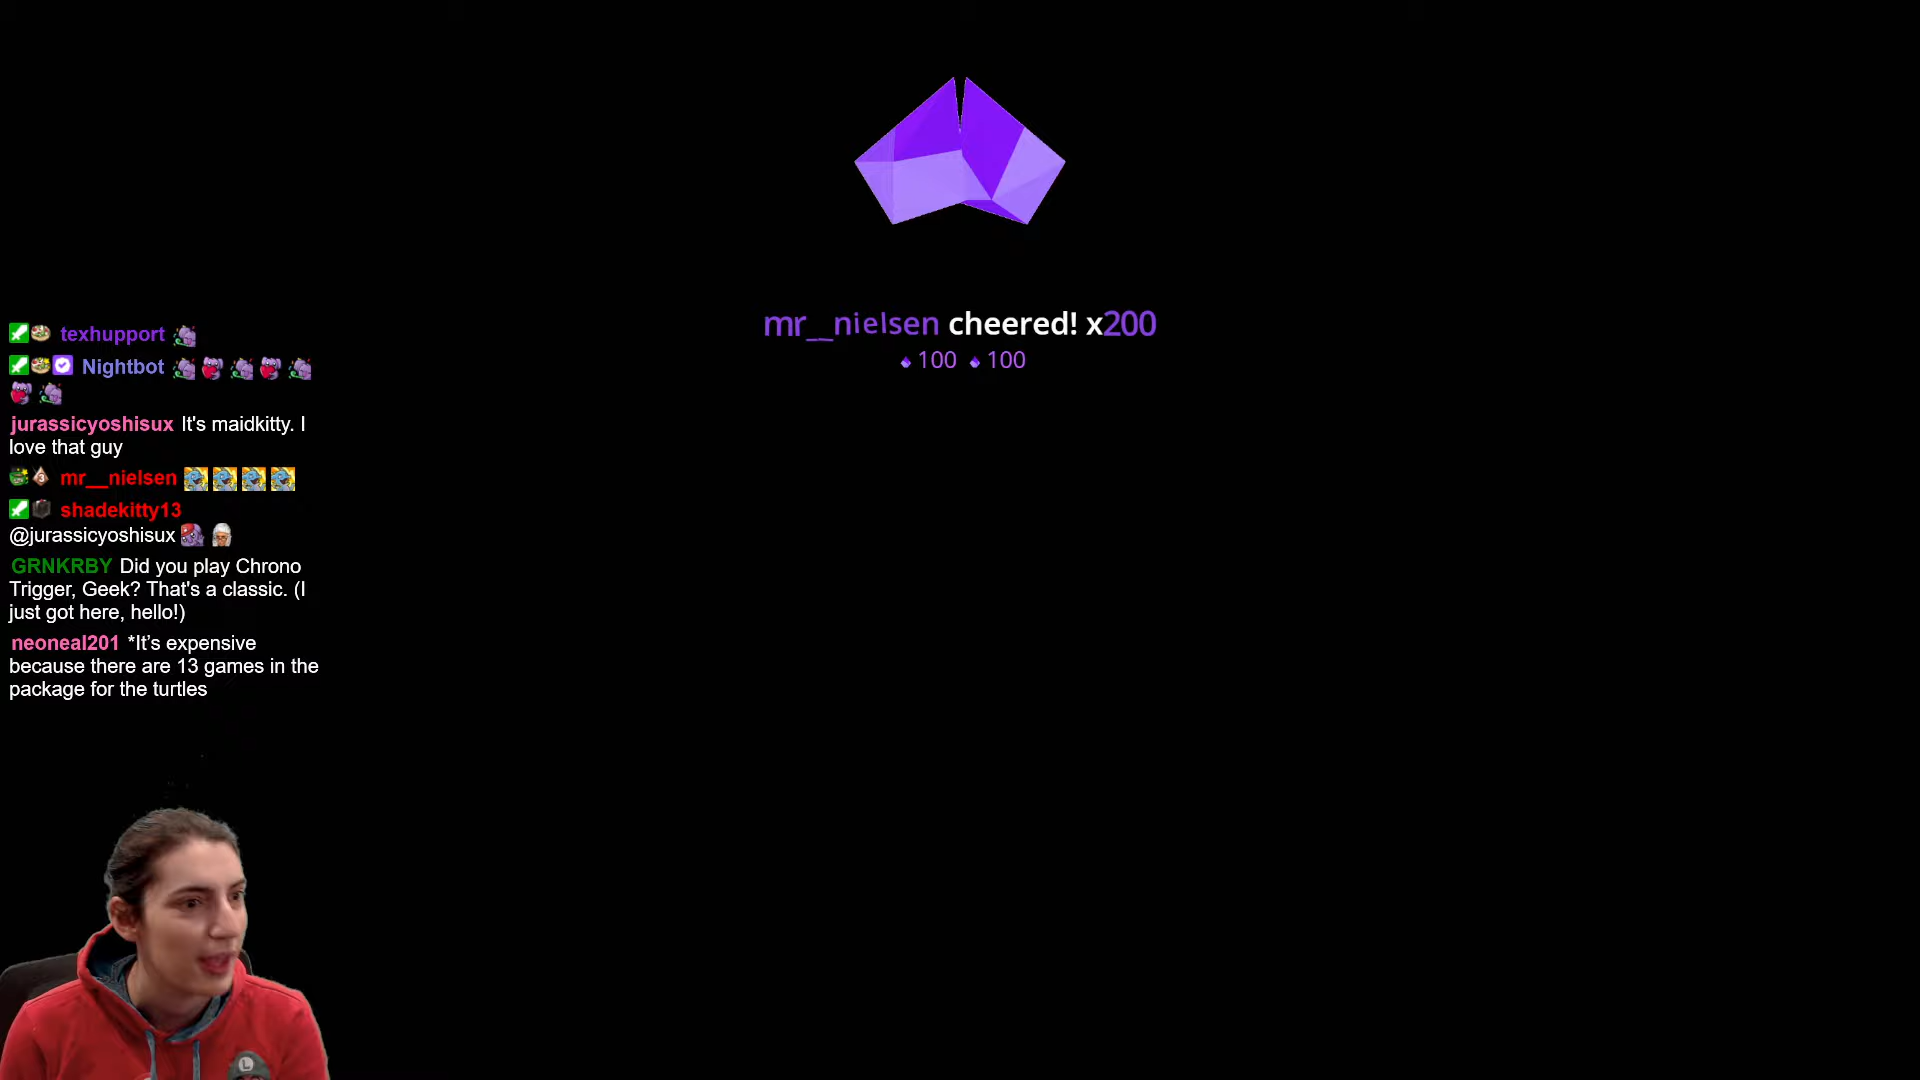 mr__nielsen cheered! x200
100 100
texhupport
Nightbot
jurassicyoshisux It's maidkitty. I
love that guy
mr__nielsen
shadekitty13
@jurassicyoshisux
GRNKRBY Did you play Chrono
Trigger, Geek? That's a classic. (I
just got here, hello!)
neoneal201 *It’s expensive
because there are 13 games in the
package for the turtles
L